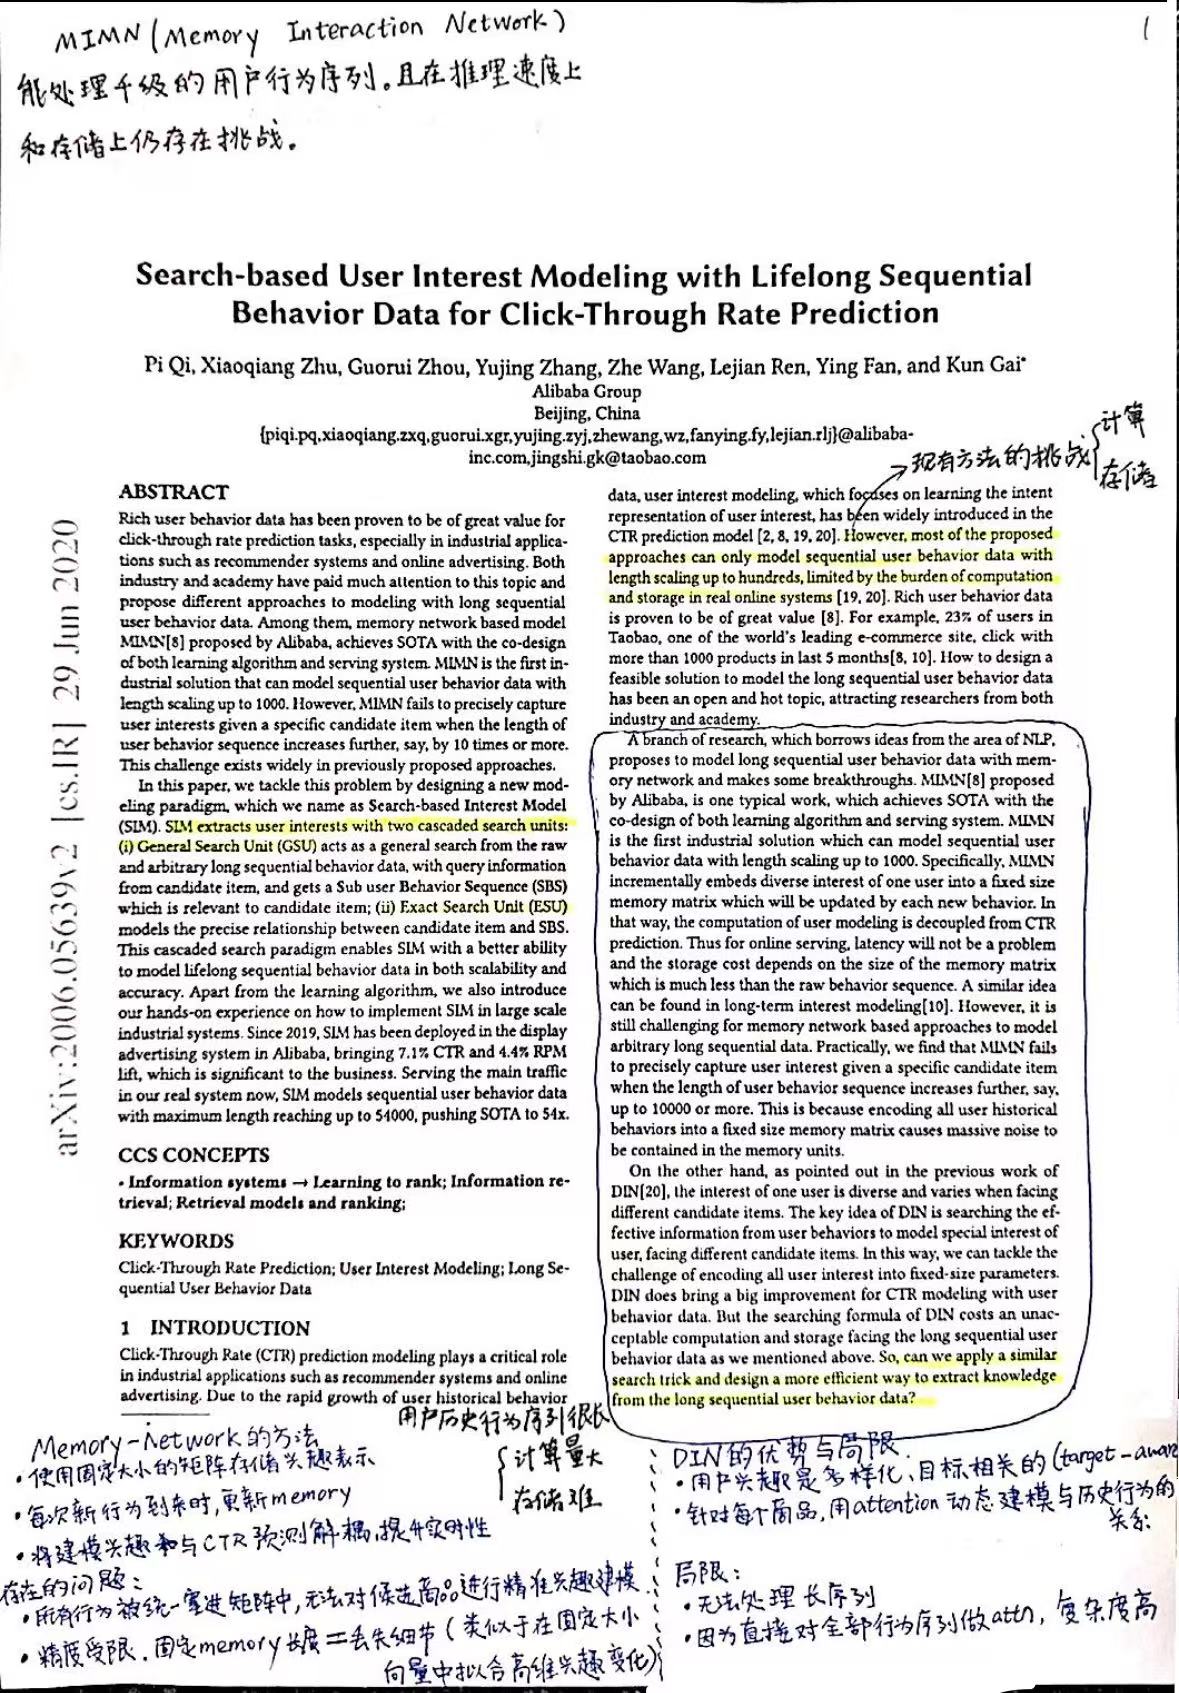 1
MIMN(Memory Interaction Network)
能处理千级的用户行为序列。且在推理速度上
和存储上仍存在挑战。
Search-based User Interest Modeling with Lifelong Sequential
Behavior Data for Click-Through Rate Prediction
Pi Qi, Xiaoqiang Zhu, Guorui Zhou, Yujing Zhang, Zhe Wang, Lejian Ren, Ying Fan, and Kun Gai*
Alibaba Group
Beijing, China
{piqi.pq,xiaoqiang.zxq,guorui.xgr,yujing.zyj,zhewang.wz,fanying.fy,lejian.rlj}@alibaba-
inc.com,jingshi.gk@taobao.com
现有方法的挑战
计算
存储
arXiv:2006.05639v2 [cs.IR] 29 Jun 2020
ABSTRACT
Rich user behavior data has been proven to be of great value for
click-through rate prediction tasks, especially in industrial applica-
tions such as recommender systems and online advertising. Both
industry and academy have paid much attention to this topic and
propose different approaches to modeling with long sequential
user behavior data. Among them, memory network based model
MIMN[8] proposed by Alibaba, achieves SOTA with the co-design
of both learning algorithm and serving system. MIMN is the first in-
dustrial solution that can model sequential user behavior data with
length scaling up to 1000. However, MIMN fails to precisely capture
user interests given a specific candidate item when the length of
user behavior sequence increases further, say, by 10 times or more.
This challenge exists widely in previously proposed approaches.
In this paper, we tackle this problem by designing a new mod-
eling paradigm, which we name as Search-based Interest Model
(SIM). SIM extracts user interests with two cascaded search units:
(i) General Search Unit (GSU) acts as a general search from the raw
and arbitrary long sequential behavior data, with query information
from candidate item, and gets a Sub user Behavior Sequence (SBS)
which is relevant to candidate item; (ii) Exact Search Unit (ESU)
models the precise relationship between candidate item and SBS.
This cascaded search paradigm enables SIM with a better ability
to model lifelong sequential behavior data in both scalability and
accuracy. Apart from the learning algorithm, we also introduce
our hands-on experience on how to implement SIM in large scale
industrial systems. Since 2019, SIM has been deployed in the display
advertising system in Alibaba, bringing 7.1% CTR and 4.4% RPM
lift, which is significant to the business. Serving the main traffic
in our real system now, SIM models sequential user behavior data
with maximum length reaching up to 54000, pushing SOTA to 54x.
CCS CONCEPTS
• Information systems → Learning to rank; Information re-
trieval; Retrieval models and ranking;
KEYWORDS
Click-Through Rate Prediction; User Interest Modeling; Long Se-
quential User Behavior Data
1 INTRODUCTION
Click-Through Rate (CTR) prediction modeling plays a critical role
in industrial applications such as recommender systems and online
advertising. Due to the rapid growth of user historical behavior
data, user interest modeling, which focuses on learning the intent
representation of user interest, has been widely introduced in the
CTR prediction model [2, 8, 19, 20]. However, most of the proposed
approaches can only model sequential user behavior data with
length scaling up to hundreds, limited by the burden of computation
and storage in real online systems [19, 20]. Rich user behavior data
is proven to be of great value [8]. For example, 23% of users in
Taobao, one of the world's leading e-commerce site, click with
more than 1000 products in last 5 months[8, 10]. How to design a
feasible solution to model the long sequential user behavior data
has been an open and hot topic, attracting researchers from both
industry and academy.
A branch of research, which borrows ideas from the area of NLP,
proposes to model long sequential user behavior data with mem-
ory network and makes some breakthroughs. MIMN[8] proposed
by Alibaba, is one typical work, which achieves SOTA with the
co-design of both learning algorithm and serving system. MIMN
is the first industrial solution which can model sequential user
behavior data with length scaling up to 1000. Specifically, MIMN
incrementally embeds diverse interest of one user into a fixed size
memory matrix which will be updated by each new behavior. In
that way, the computation of user modeling is decoupled from CTR
prediction. Thus for online serving, latency will not be a problem
and the storage cost depends on the size of the memory matrix
which is much less than the raw behavior sequence. A similar idea
can be found in long-term interest modeling[10]. However, it is
still challenging for memory network based approaches to model
arbitrary long sequential data. Practically, we find that MIMN fails
to precisely capture user interest given a specific candidate item
when the length of user behavior sequence increases further, say,
up to 10000 or more. This is because encoding all user historical
behaviors into a fixed size memory matrix causes massive noise to
be contained in the memory units.
On the other hand, as pointed out in the previous work of
DIN[20], the interest of one user is diverse and varies when facing
different candidate items. The key idea of DIN is searching the ef-
fective information from user behaviors to model special interest of
user, facing different candidate items. In this way, we can tackle the
challenge of encoding all user interest into fixed-size parameters.
DIN does bring a big improvement for CTR modeling with user
behavior data. But the searching formula of DIN costs an unac-
ceptable computation and storage facing the long sequential user
behavior data as we mentioned above. So, can we apply a similar
search trick and design a more efficient way to extract knowledge
from the long sequential user behavior data?
用户历史行为序列很长
计算量大
存储难
Memory-Network的方法
• 使用固定大小的矩阵存储兴趣表示
• 每次新行为到来时,更新memory
• 将建模兴趣和与CTR预测解耦,提升实时性
存在的问题:
• 所有行为被统一塞进矩阵中,无法对候选商品进行精准兴趣建模.
• 精度受限.固定memory长度=丢失细节(类似于在固定大小
向量中拟合高维兴趣变化)
DIN的优势与局限.
• 用户兴趣是多样化、目标相关的(target-aware
• 针对每个商品,用attention动态建模与历史行为的
关系
局限:
• 无法处理长序列
• 因为直接对全部行为序列做attn,复杂度高